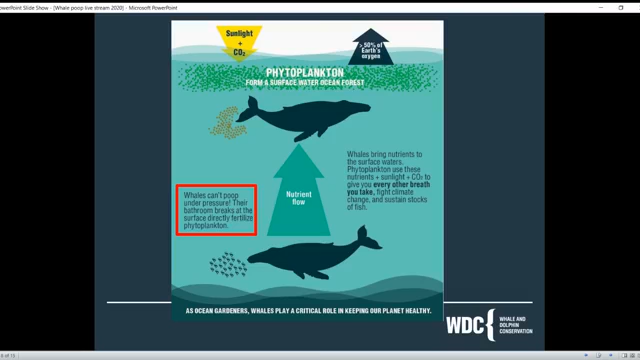 PowerPoint Slide Show - [Whale poop live stream 2020] - Microsoft PowerPoint
Sunlight
+
CO₂
> 50% of
Earth's
oxygen
PHYTOPLANKTON
FORM A SURFACE WATER OCEAN FOREST
Whales bring nutrients to
the surface waters.
Phytoplankton use these
nutrients + sunlight + CO₂ to
give you every other breath
you take, fight climate
change, and sustain stocks
of fish.
Whales can't poop
under pressure! Their
bathroom breaks at the
surface directly fertilize
phytoplankton.
Nutrient
flow
AS OCEAN GARDENERS, WHALES PLAY A CRITICAL ROLE IN KEEPING OUR PLANET HEALTHY.
WDC
WHALE AND
DOLPHIN
CONSERVATION